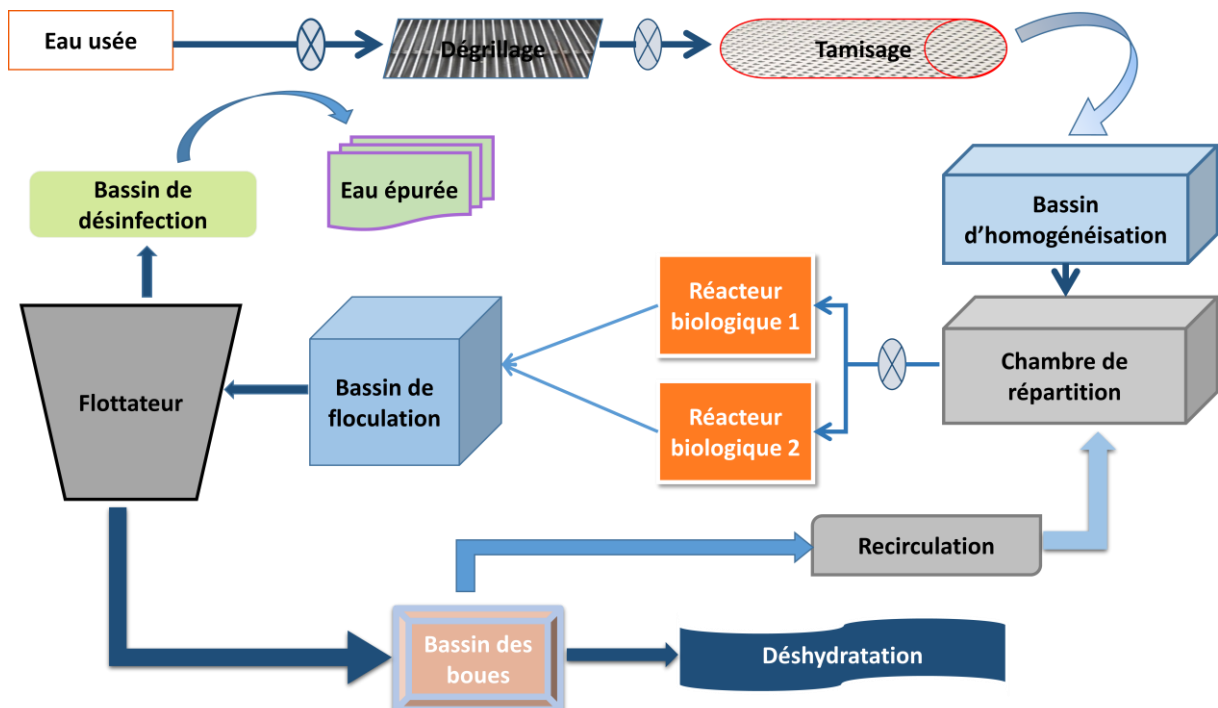 Eau usée
Dégrillage
Tamisage
Bassin
d’homogénéisation
Chambre de
répartition
Réacteur
biologique 1
Réacteur
biologique 2
Bassin de
floculation
Flottateur
Bassin de
désinfection
Eau épurée
Bassin des
boues
Recirculation
Déshydratation